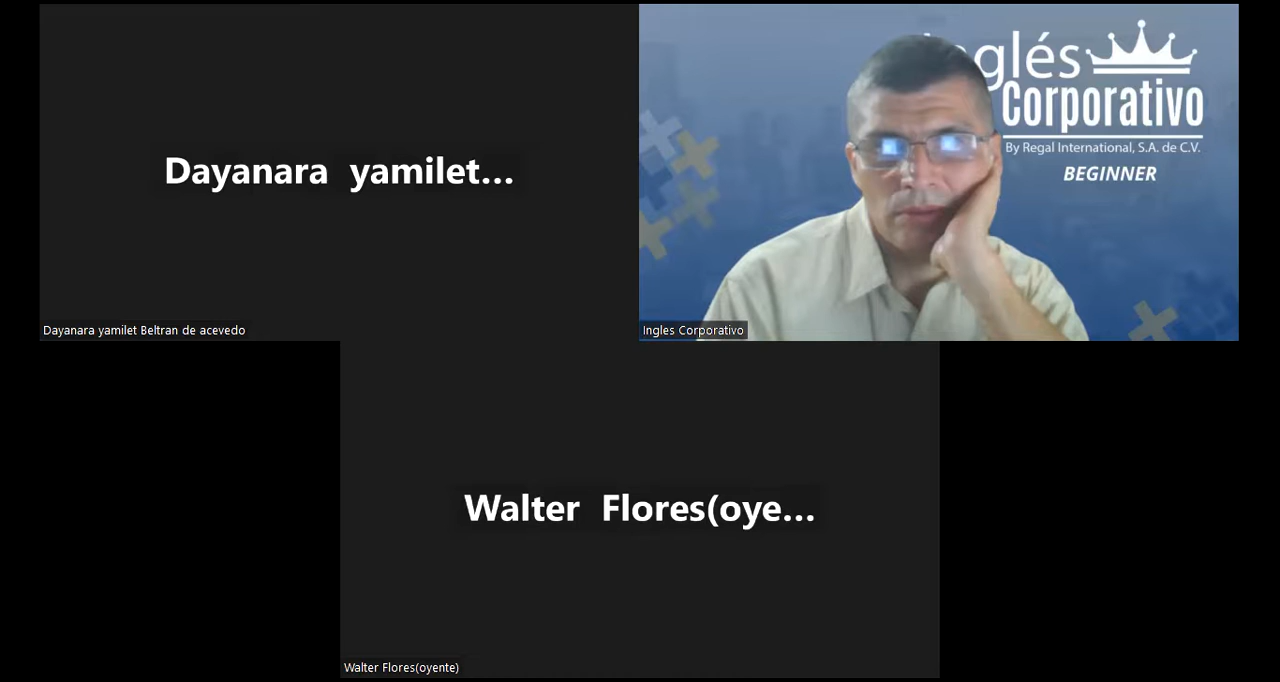 Dayanara yamilet...
Dayanara yamilet Beltran de acevedo
Inglés
Corporativo
By Regal International, S.A. de C.V.
BEGINNER
Ingles Corporativo
Walter Flores(oye...
Walter Flores(oyente)